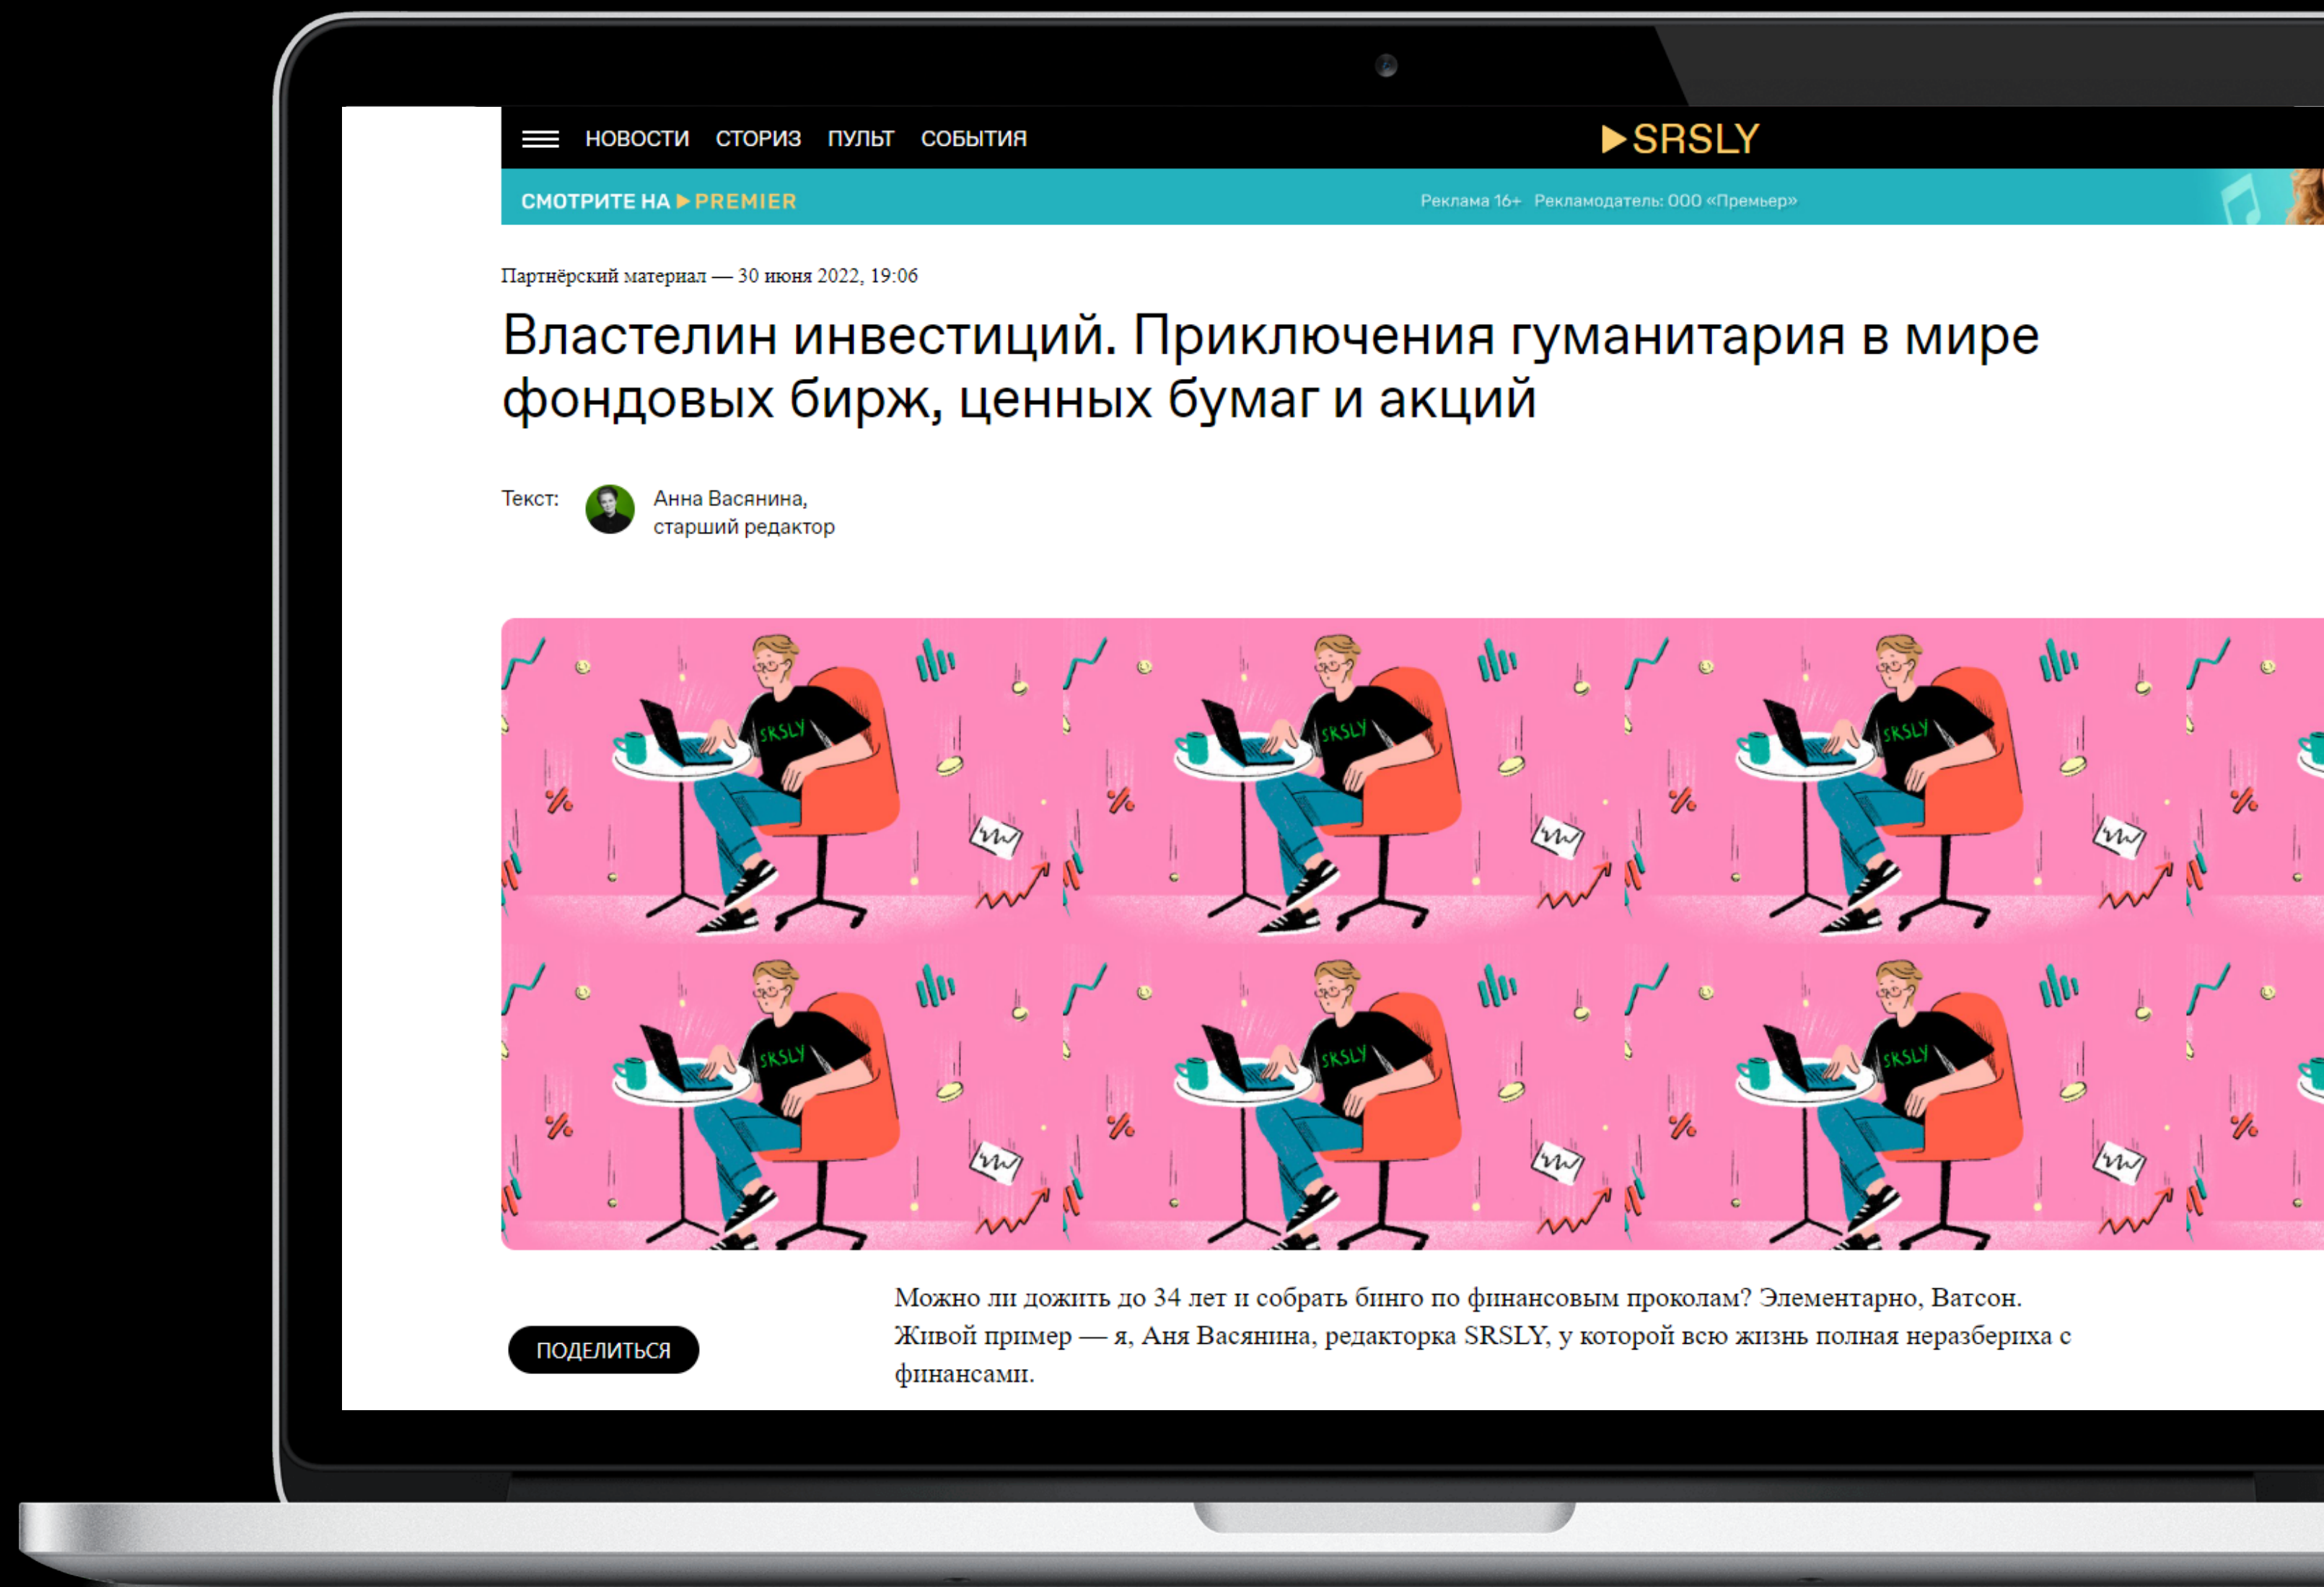 НОВОСТИ СТОРИЗ ПУЛЬТ СОБЫТИЯ
SRSLY
СМОТРИТЕ НА PREMIER
Реклама 16+ Рекламодатель: ООО «Премьер»
Партнёрский материал — 30 июня 2022, 19:06
Властелин инвестиций. Приключения гуманитария в мире
фондовых бирж, ценных бумаг и акций
Текст:
Анна Васянина,
старший редактор
SRSLY
SRSLY
SRSLY
SRSLY
SRSLY
SRSLY
ПОДЕЛИТЬСЯ
Можно ли дожить до 34 лет и собрать бинго по финансовым проколам? Элементарно, Ватсон.
Живой пример — я, Аня Васянина, редакторка SRSLY, у которой всю жизнь полная неразбериха с
финансами.